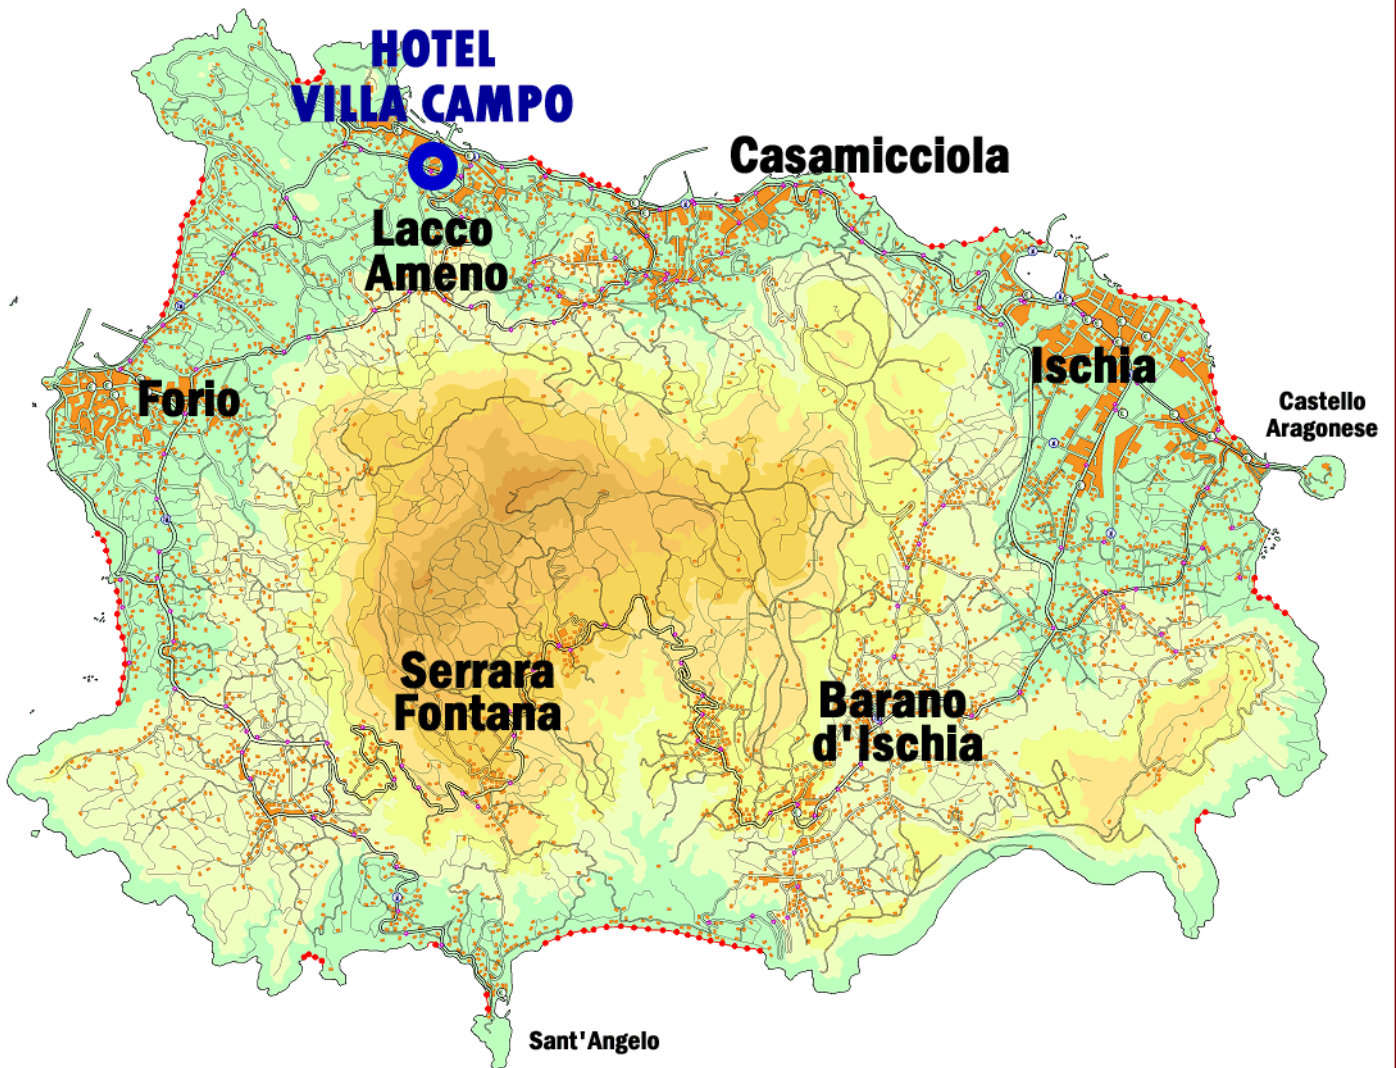 HOTEL
VILLA CAMPO
Casamicciola
Lacco
Ameno
Ischia
Forio
Castello
Aragonese
Serrara
Fontana
Barano
d'Ischia
Sant'Angelo